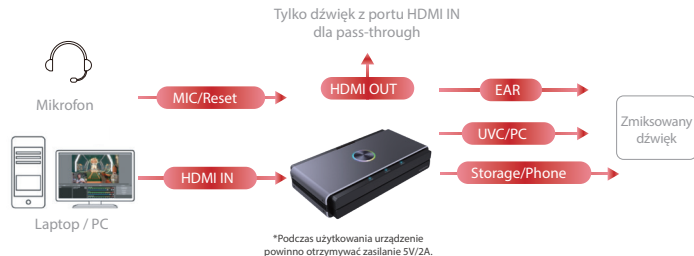 Tylko dźwięk z portu HDMI IN
dla pass-through
Mikrofon
MIC/Reset
HDMI OUT
EAR
UVC/PC
Zmiksowany
dźwięk
HDMI IN
Storage/Phone
Laptop / PC
*Podczas użytkowania urządzenie
powinno otrzymywać zasilanie 5V/2A.